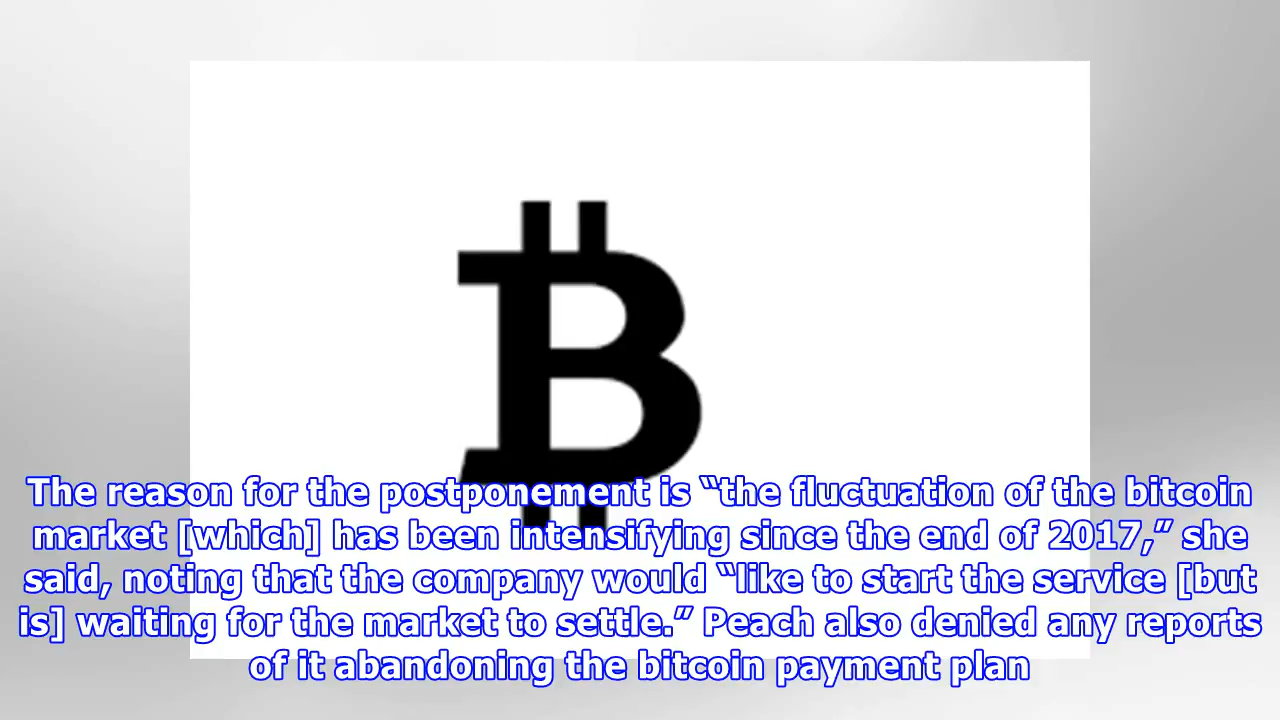 The reason for the postponement is “the fluctuation of the bitcoin
market [which] has been intensifying since the end of 2017,” she
said, noting that the company would “like to start the service [but
is] waiting for the market to settle.” Peach also denied any reports
of it abandoning the bitcoin payment plan